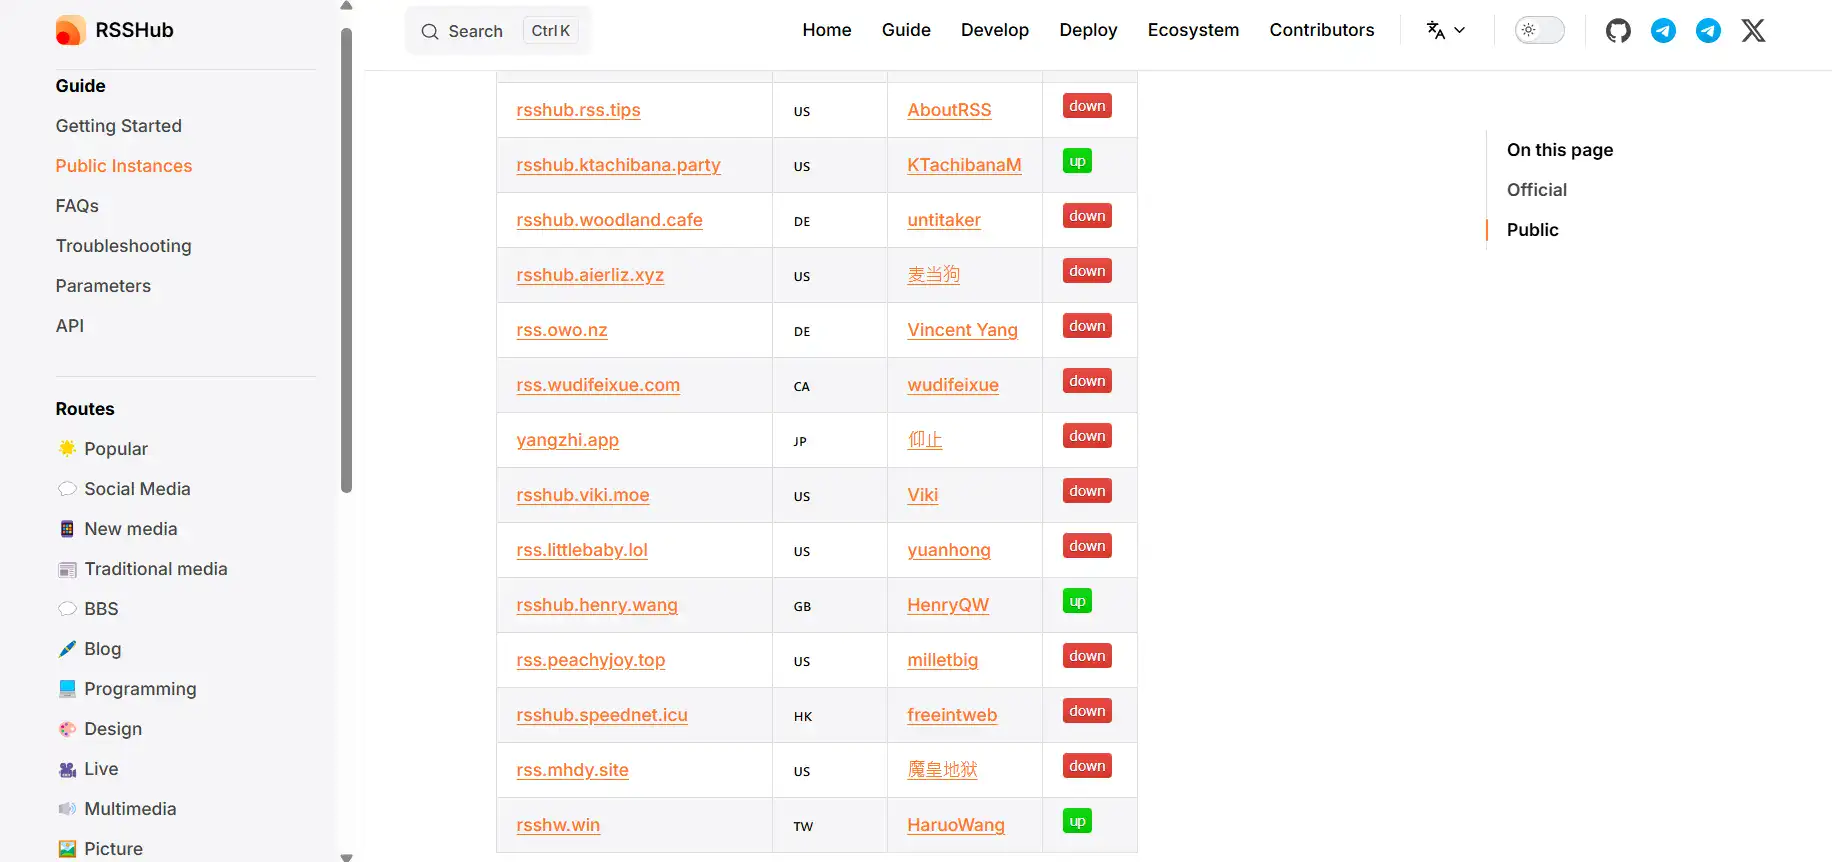 RSSHub
Search Ctrl K
Home Guide Develop Deploy Ecosystem Contributors
Guide
Getting Started
Public Instances
FAQs
Troubleshooting
Parameters
API
Routes
Popular
Social Media
New media
Traditional media
BBS
Blog
Programming
Design
Live
Multimedia
Picture
rsshub.rss.tips US AboutRSS down
rsshub.ktachibana.party US KTachibanaM up
rsshub.woodland.cafe DE untitaker down
rsshub.aierliz.xyz US 麦当狗 down
rss.owo.nz DE Vincent Yang down
rss.wudifeixue.com CA wudifeixue down
yangzhi.app JP 仰止 down
rsshub.viki.moe US Viki down
rss.littlebaby.lol US yuanhong down
rsshub.henry.wang GB HenryQW up
rss.peachyjoy.top US milletbig down
rsshub.speednet.icu HK freeintweb down
rss.mhdy.site US 魔皇地狱 down
rsshw.win TW HaruoWang up
On this page
Official
Public